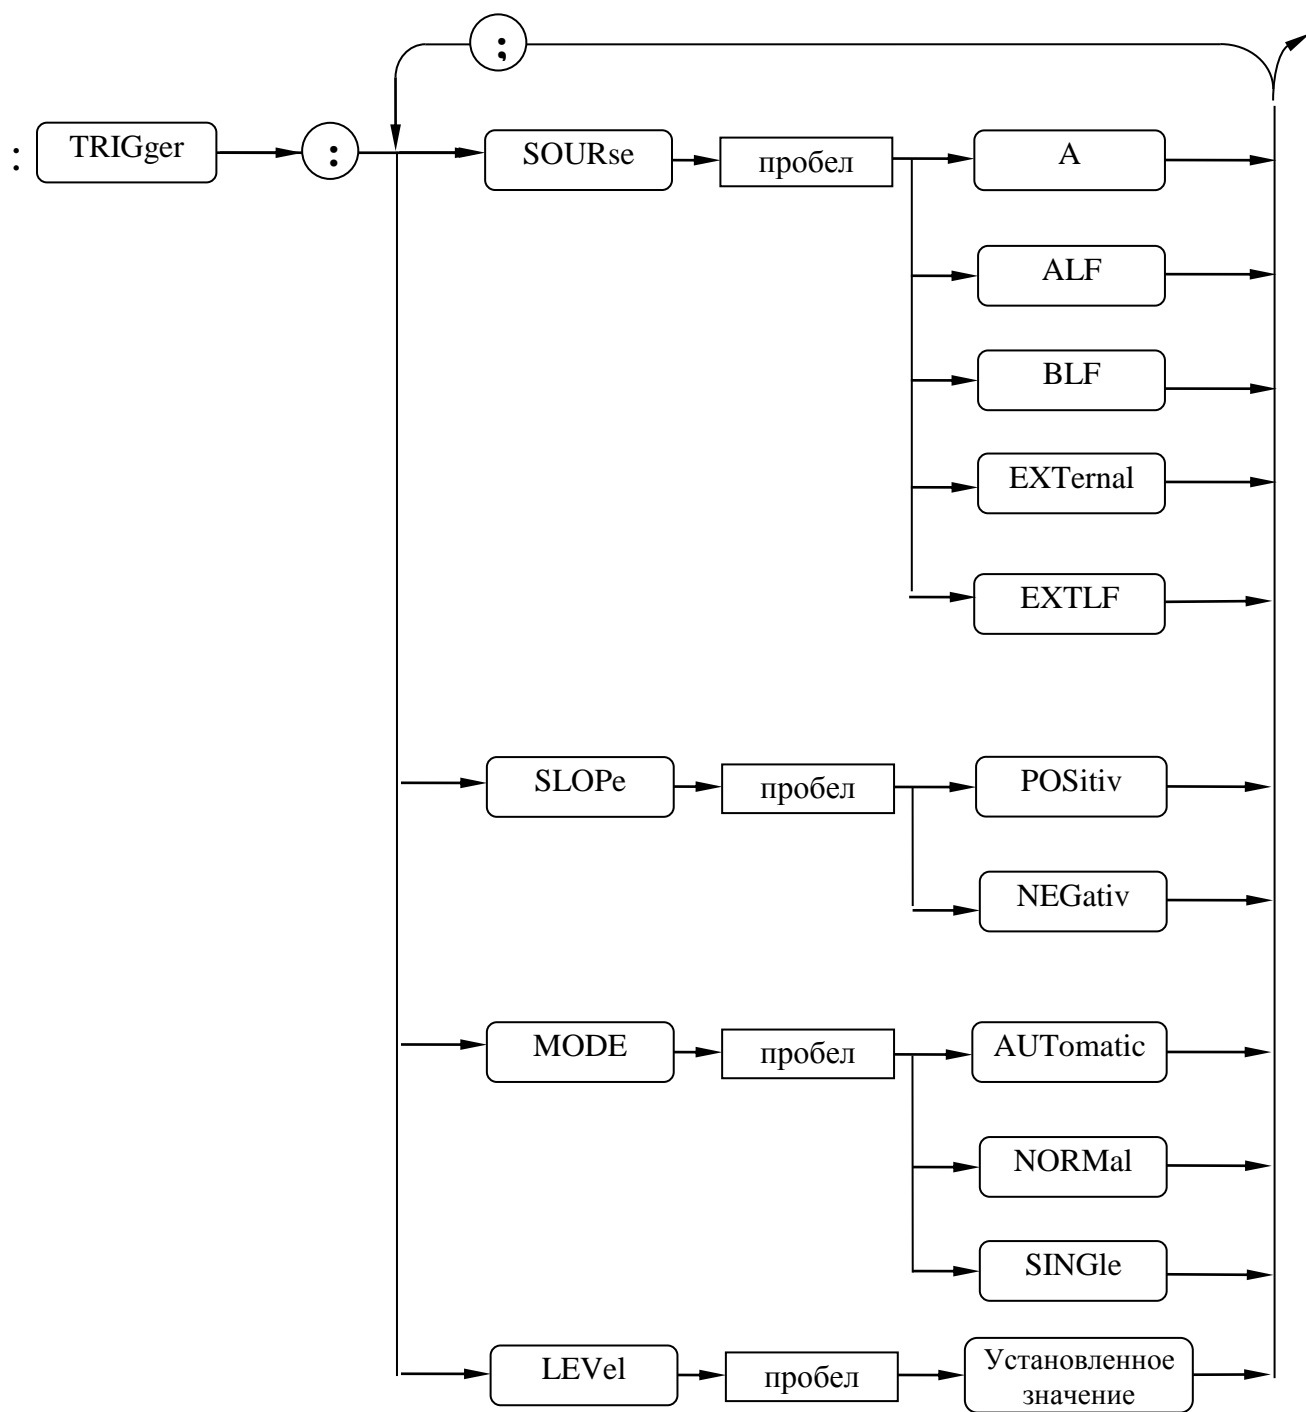 ;
: TRIGger : SOURse пробел A
ALF
BLF
EXTernal
EXTLF
SLOPe пробел POSitiv
NEGativ
MODE пробел AUTomatic
NORMal
SINGle
LEVel пробел Установленное
значение